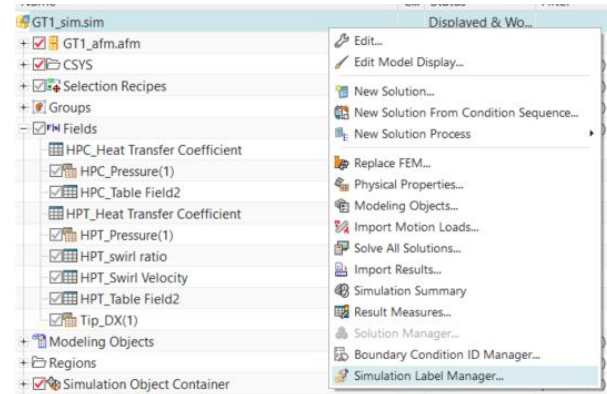 Status
GT1_sim.sim
Displayed & Wo...
GT1_afm.afm
CSYS
Selection Recipes
Groups
Fields
HPC_Heat Transfer Coefficient
HPC_Pressure(1)
HPC_Table Field2
HPT_Heat Transfer Coefficient
HPT_Pressure(1)
HPT_swirl ratio
HPT_Swirl Velocity
HPT_Table Field2
Tip_DX(1)
Modeling Objects
Regions
Simulation Object Container
Edit...
Edit Model Display...
New Solution...
New Solution From Condition Sequence...
New Solution Process
Replace FEM...
Physical Properties...
Modeling Objects...
Import Motion Loads...
Solve All Solutions...
Import Results...
Simulation Summary
Result Measures...
Solution Manager...
Boundary Condition ID Manager...
Simulation Label Manager...